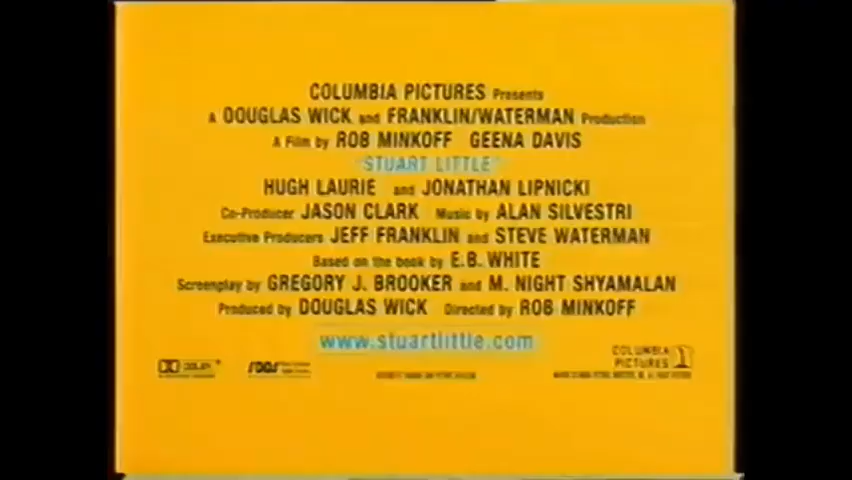 COLUMBIA PICTURES Presents
A DOUGLAS WICK and FRANKLIN/WATERMAN Production
A Film by ROB MINKOFF GEENA DAVIS
"STUART LITTLE"
HUGH LAURIE and JONATHAN LIPNICKI
Co-Producer JASON CLARK Music by ALAN SILVESTRI
Executive Producers JEFF FRANKLIN and STEVE WATERMAN
Based on the book by E.B. WHITE
Screenplay by GREGORY J. BROOKER and M. NIGHT SHYAMALAN
Produced by DOUGLAS WICK Directed by ROB MINKOFF
www.stuartlittle.com
DOLBY
SDDS
COLUMBIA
PICTURES